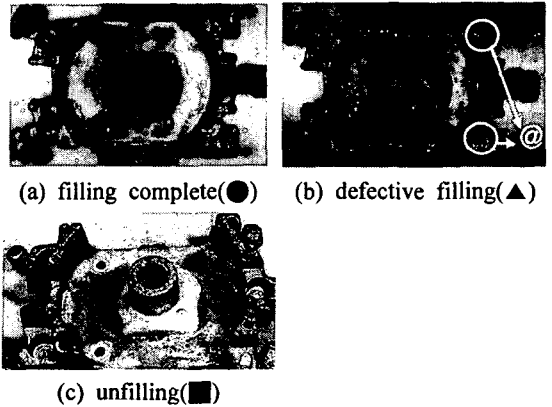 @
(a) filling complete(●)
(b) defective filling(▲)
(c) unfilling(■)